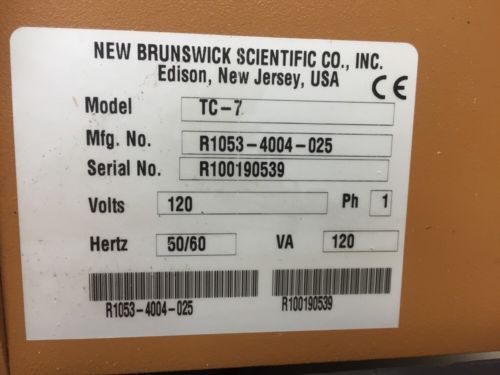 NEW BRUNSWICK SCIENTIFIC CO., INC.
Edison, New Jersey, USA
CE
Model TC-7
Mfg. No. R1053-4004-025
Serial No. R100190539
Volts 120 Ph 1
Hertz 50/60 VA 120
R1053-4004-025 R100190539